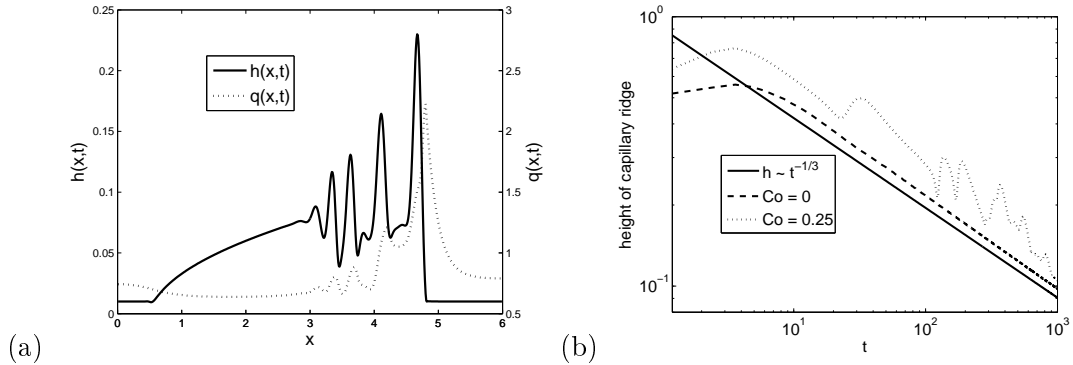 0.25
0.2
0.15
0.1
0.05
0
h(x,t)
h(x,t)
q(x,t)
3
2.5
2
1.5
1
0.5
q(x,t)
0 1 2 3 4 5 6
x
(a)
10^0
10^-1
height of capillary ridge
h ~ t^-1/3
Co = 0
Co = 0.25
10^1 10^2 10^3
t
(b)